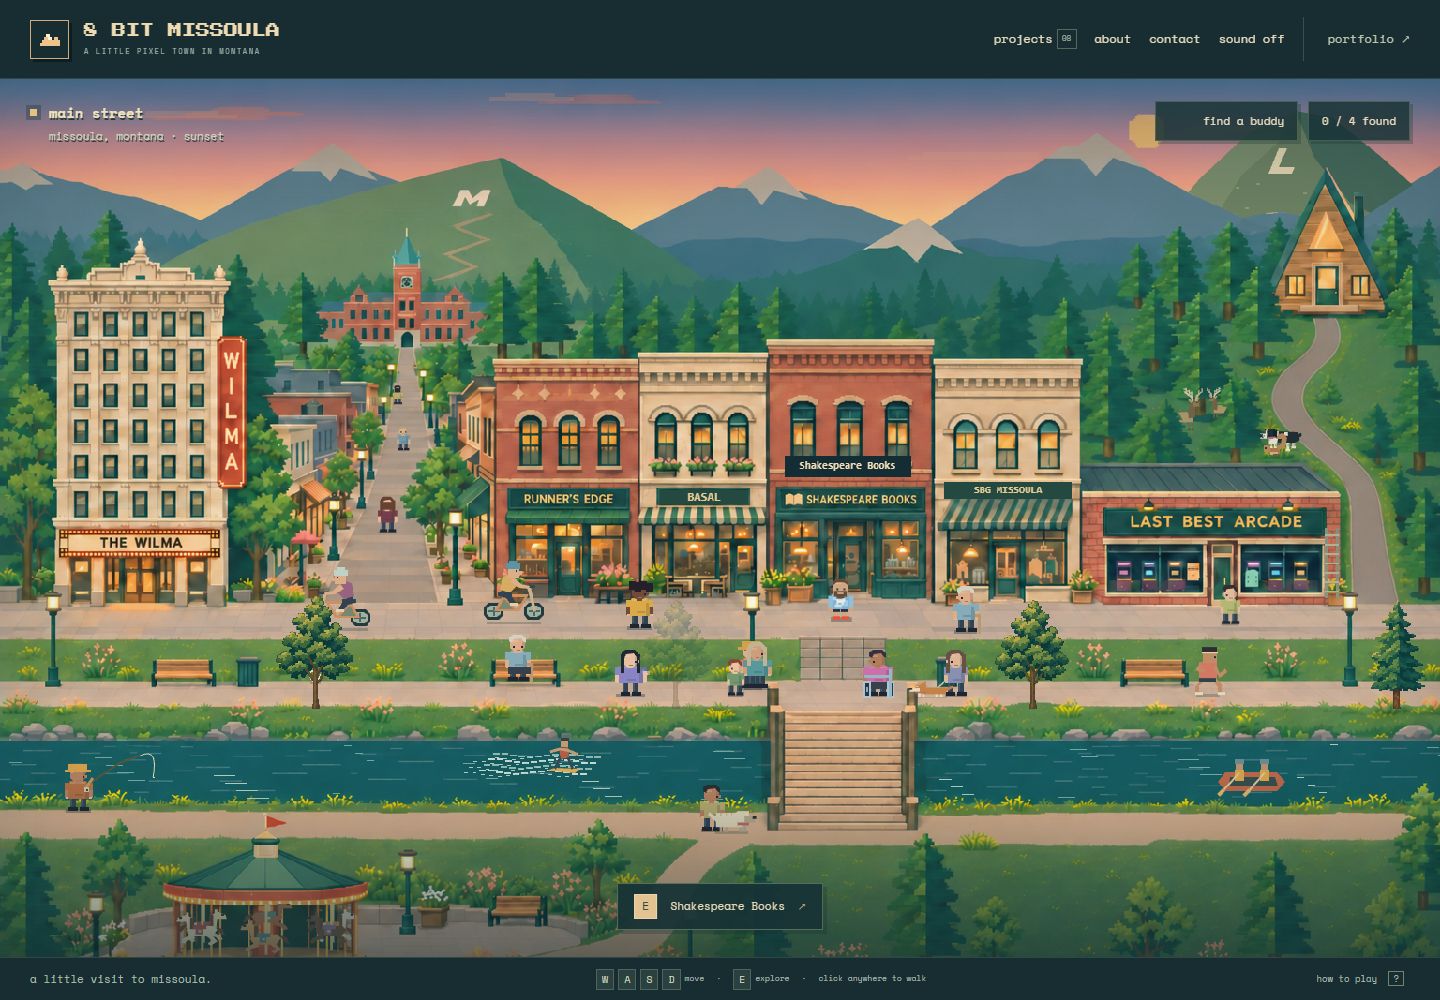 8 BIT MISSOULA
A LITTLE PIXEL TOWN IN MONTANA
projects 08 about contact sound off portfolio ↗
main street
missoula, montana · sunset
find a buddy
0 / 4 found
M
L
WILMA
THE WILMA
RUNNER'S EDGE
BASAL
Shakespeare Books
SHAKESPEARE BOOKS
SBG MISSOULA
LAST BEST ARCADE
E Shakespeare Books ↗
a little visit to missoula.
W A S D move · E explore · click anywhere to walk
how to play ?